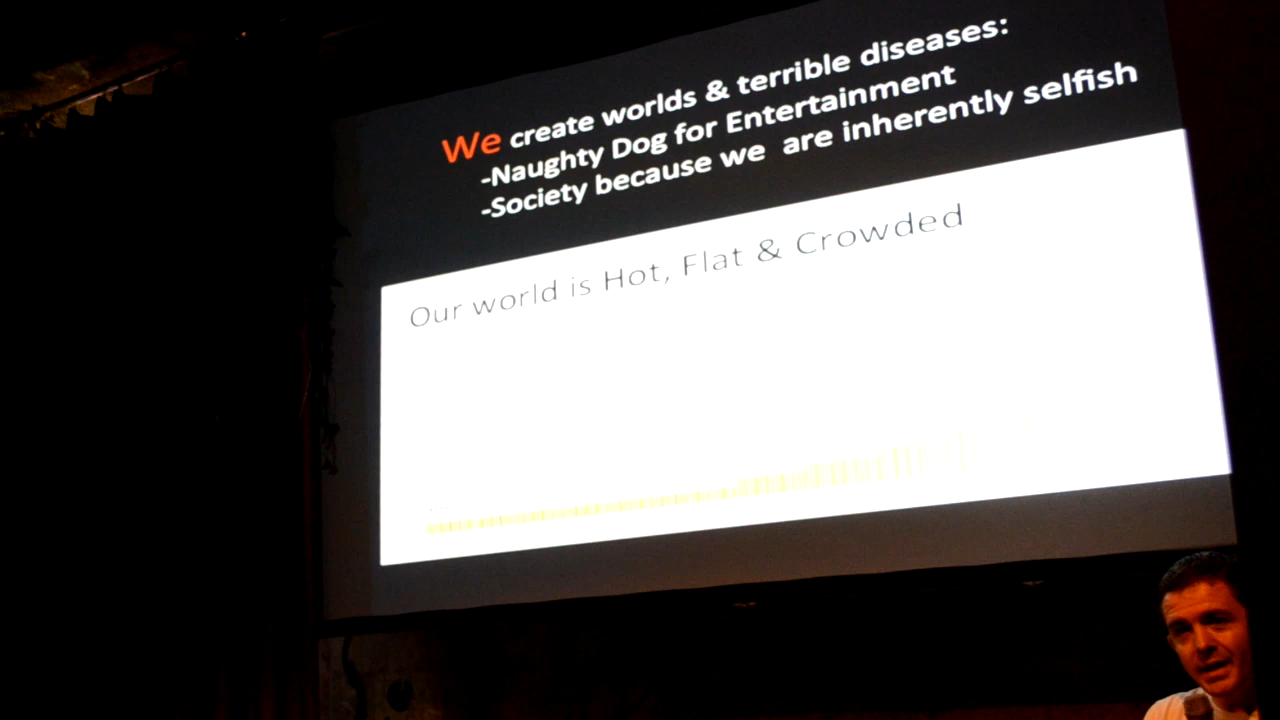 We create worlds & terrible diseases:
-Naughty Dog for Entertainment
-Society because we are inherently selfish
Our world is Hot, Flat & Crowded